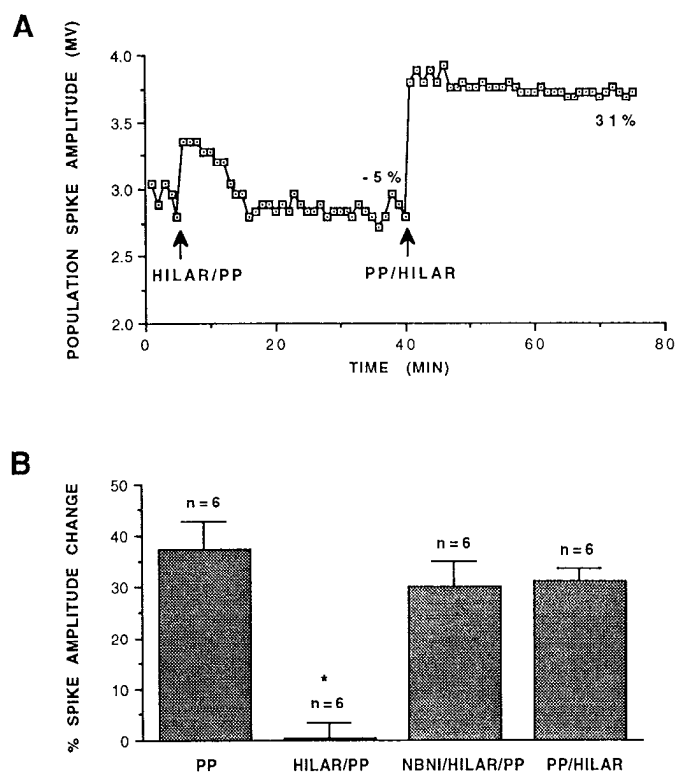 A
POPULATION SPIKE AMPLITUDE (MV)
4.0
3.5
3.0
2.5
2.0
-5%
31%
HILAR/PP
PP/HILAR
0
20
40
60
80
TIME (MIN)
B
% SPIKE AMPLITUDE CHANGE
50
40
30
20
10
0
n=6
*
n=6
n=6
n=6
PP
HILAR/PP
NBNI/HILAR/PP
PP/HILAR